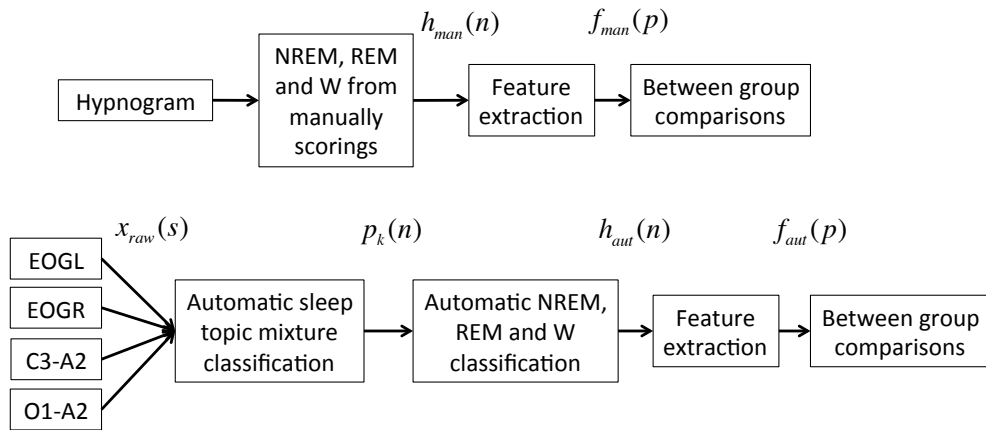 h_man(n)
f_man(p)
Hypnogram
NREM, REM
and W from
manually
scorings
Feature
extraction
Between group
comparisons
x_raw(s)
p_k(n)
h_aut(n)
f_aut(p)
EOGL
EOGR
C3-A2
O1-A2
Automatic sleep
topic mixture
classification
Automatic NREM,
REM and W
classification
Feature
extraction
Between group
comparisons